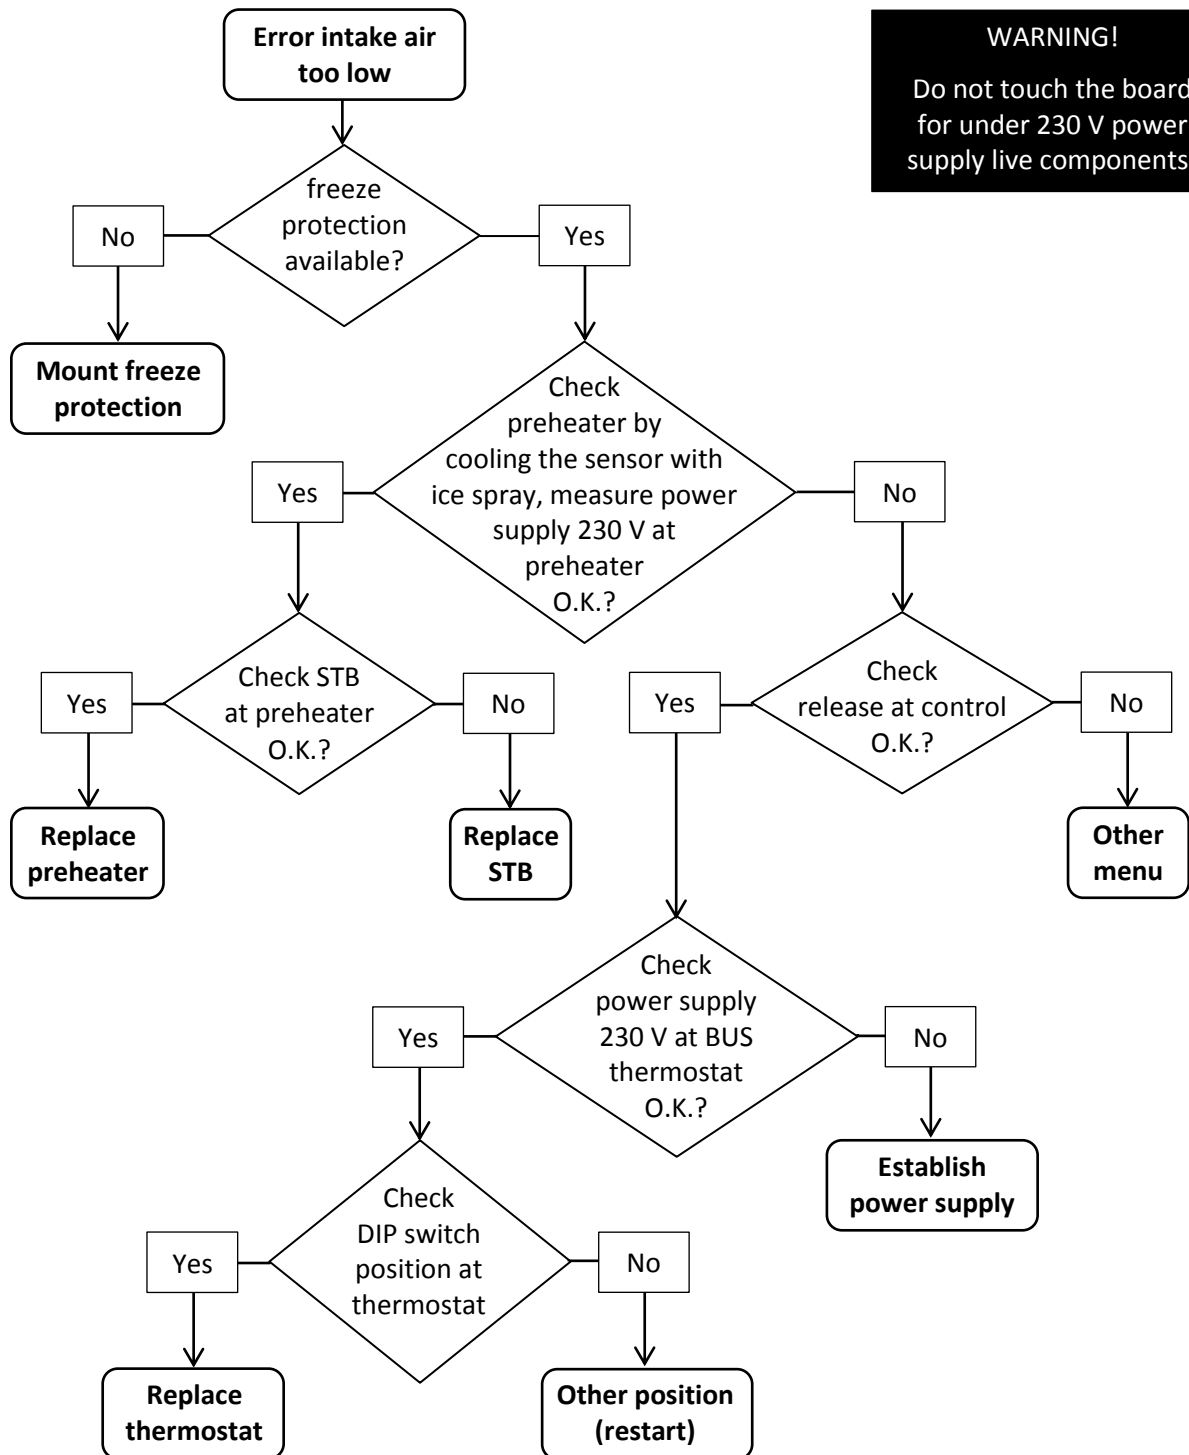 Error intake air
too low
WARNING!
Do not touch the board
for under 230 V power
supply live components
freeze
protection
available?
No
Yes
Mount freeze
protection
Check
preheater by
cooling the sensor with
ice spray, measure power
supply 230 V at
preheater
O.K.?
Yes
No
Check STB
at preheater
O.K.?
Yes
No
Check
release at control
O.K.?
Yes
No
Replace
preheater
Replace
STB
Other
menu
Check
power supply
230 V at BUS
thermostat
O.K.?
Yes
No
Establish
power supply
Check
DIP switch
position at
thermostat
Yes
No
Replace
thermostat
Other position
(restart)